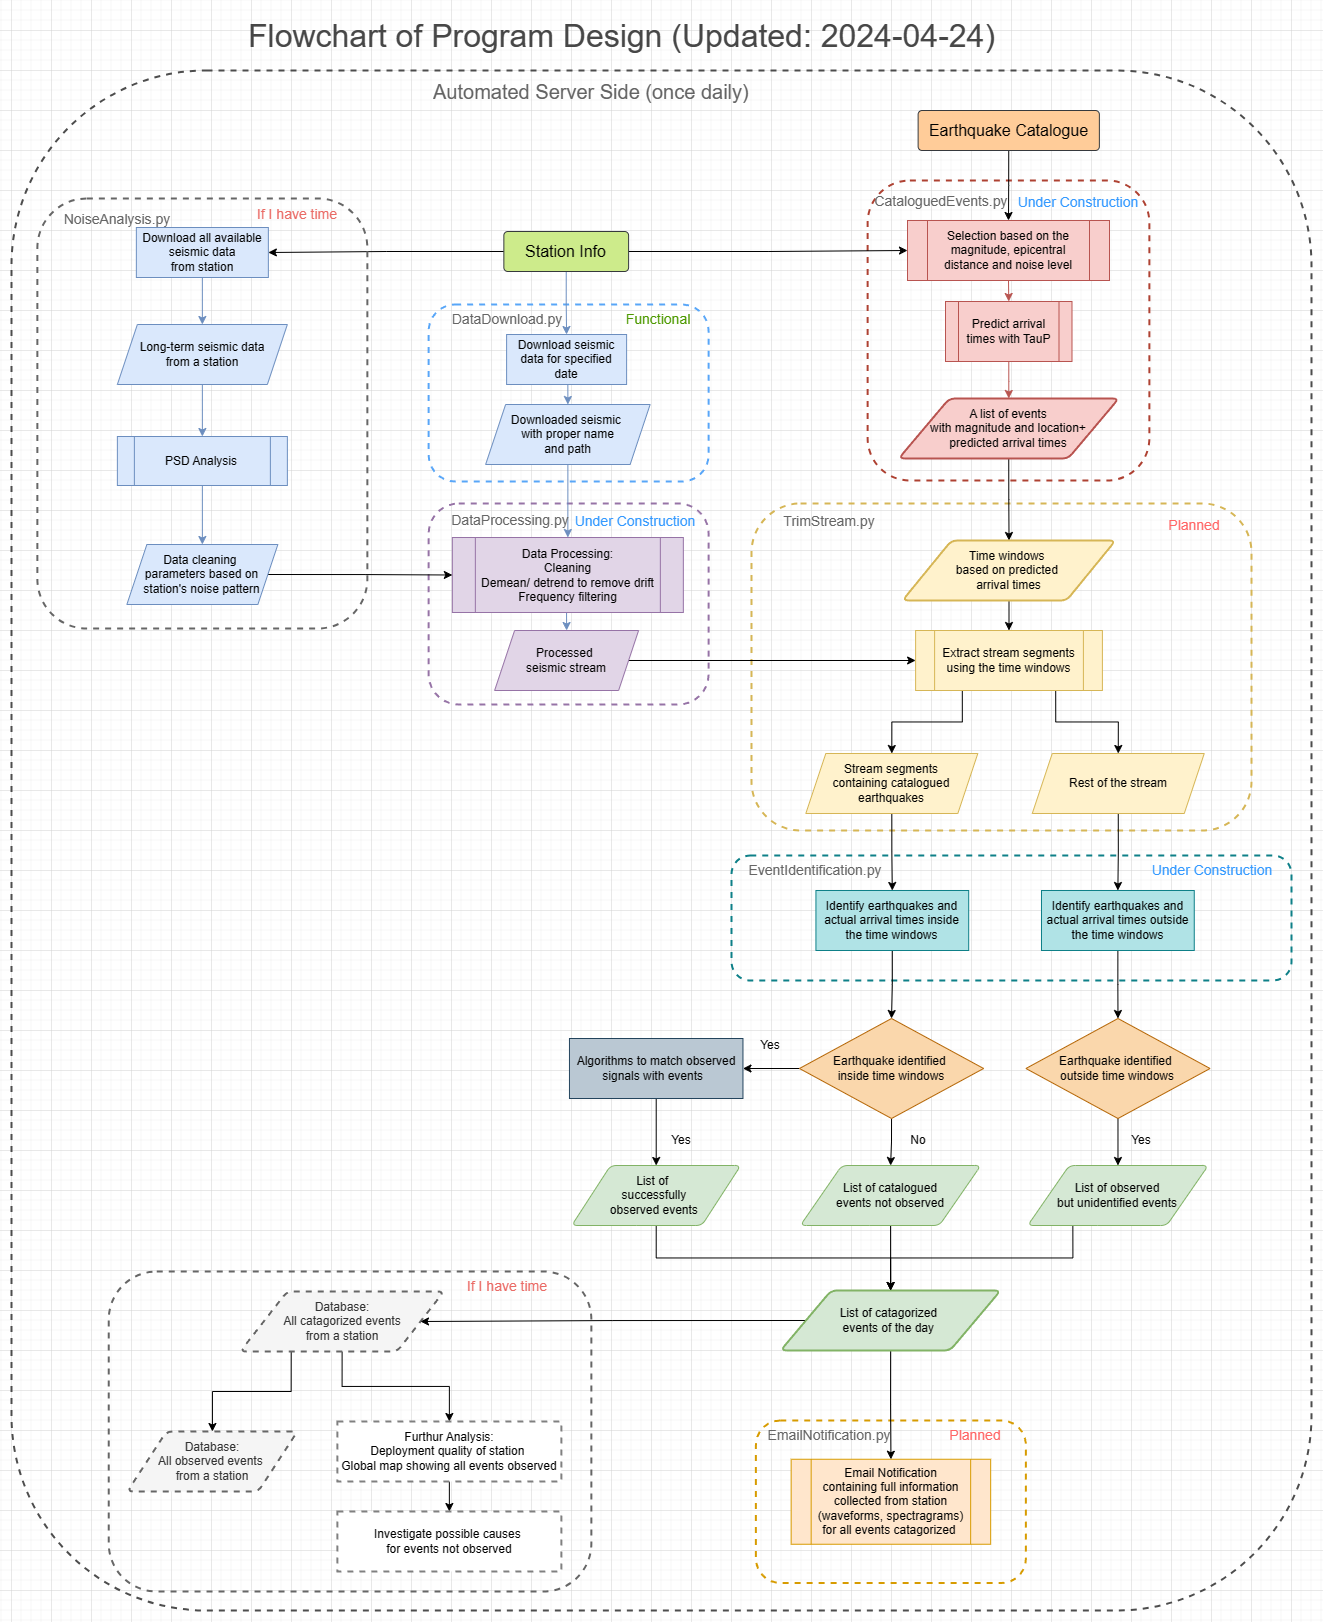 Flowchart of Program Design (Updated: 2024-04-24)
Automated Server Side (once daily)
Earthquake Catalogue
NoiseAnalysis.py
If I have time
Download all available
seismic data
from station
Long-term seismic data
from a station
PSD Analysis
Data cleaning
parameters based on
station's noise pattern
Station Info
DataDownload.py
Functional
Download seismic
data for specified
date
Downloaded seismic
with proper name
and path
DataProcessing.py
Under Construction
Data Processing:
Cleaning
Demean/ detrend to remove drift
Frequency filtering
Processed
seismic stream
CataloguedEvents.py
Under Construction
Selection based on the
magnitude, epicentral
distance and noise level
Predict arrival
times with TauP
A list of events
with magnitude and location+
predicted arrival times
TrimStream.py
Planned
Time windows
based on predicted
arrival times
Extract stream segments
using the time windows
Stream segments
containing catalogued
earthquakes
Rest of the stream
EventIdentification.py
Under Construction
Identify earthquakes and
actual arrival times inside
the time windows
Identify earthquakes and
actual arrival times outside
the time windows
Algorithms to match observed
signals with events
Yes
Earthquake identified
inside time windows
Earthquake identified
outside time windows
Yes
No
Yes
List of
successfully
observed events
List of catalogued
events not observed
List of observed
but unidentified events
If I have time
Database:
All catagorized events
from a station
List of catagorized
events of the day
Database:
All observed events
from a station
Furthur Analysis:
Deployment quality of station
Global map showing all events observed
Investigate possible causes
for events not observed
EmailNotification.py
Planned
Email Notification
containing full information
collected from station
(waveforms, spectragrams)
for all events catagorized